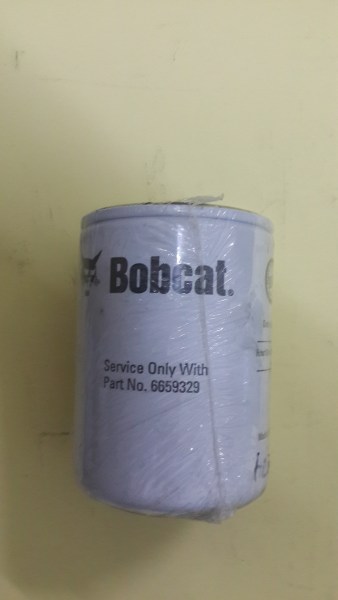 Bobcat.
Service Only With
Part No. 6659329